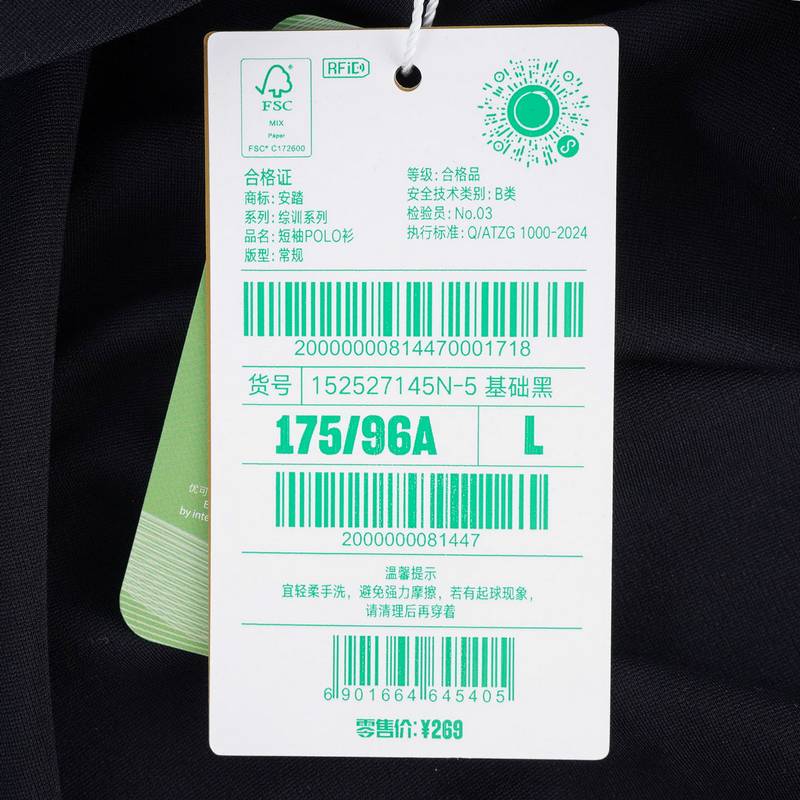 FSC
MIX
Paper
FSC® C172600
RFiD
合格证
商标:安踏
系列:综训系列
品名:短袖POLO衫
版型:常规
等级:合格品
安全技术类别:B类
检验员:No.03
执行标准:Q/ATZG 1000-2024
20000000814470001718
货号 152527145N-5 基础黑
175/96A L
2000000081447
温馨提示
宜轻柔手洗，避免强力摩擦，若有起球现象，
请清理后再穿着
6 901664 645405
零售价:¥269
优可
by inte